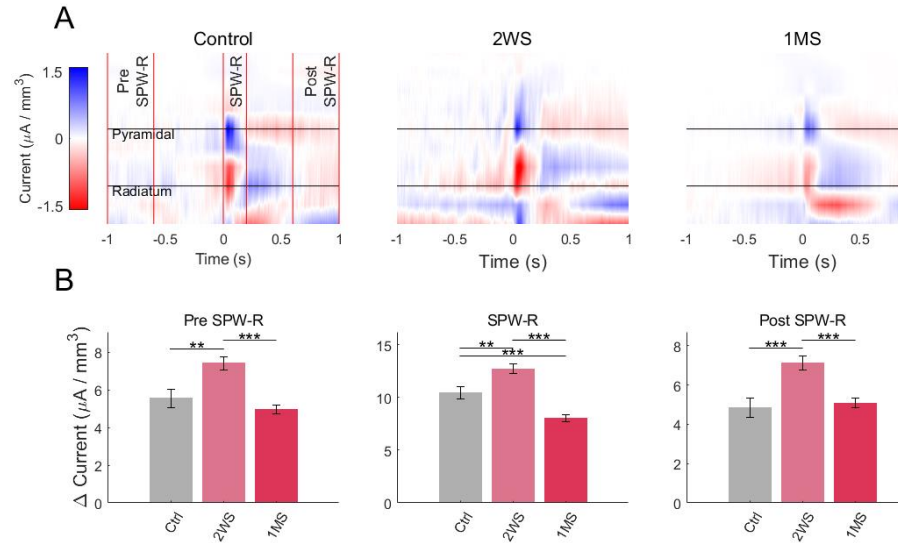 A
Control
2WS
1MS
Current (μA / mm³)
1.5
0
-1.5
Pre
SPW-R
SPW-R
Post
SPW-R
Pyramidal
Radiatum
-1 -0.5 0 0.5 1
Time (s)
-1 -0.5 0 0.5 1
Time (s)
-1 -0.5 0 0.5
Time (s)
B
Pre SPW-R
SPW-R
Post SPW-R
Δ Current (μA / mm³)
8
6
4
2
0
** ***
Ctrl 2WS 1MS
15
10
5
0
** ***
***
Ctrl 2WS 1MS
8
6
4
2
0
*** ***
Ctrl 2WS 1MS